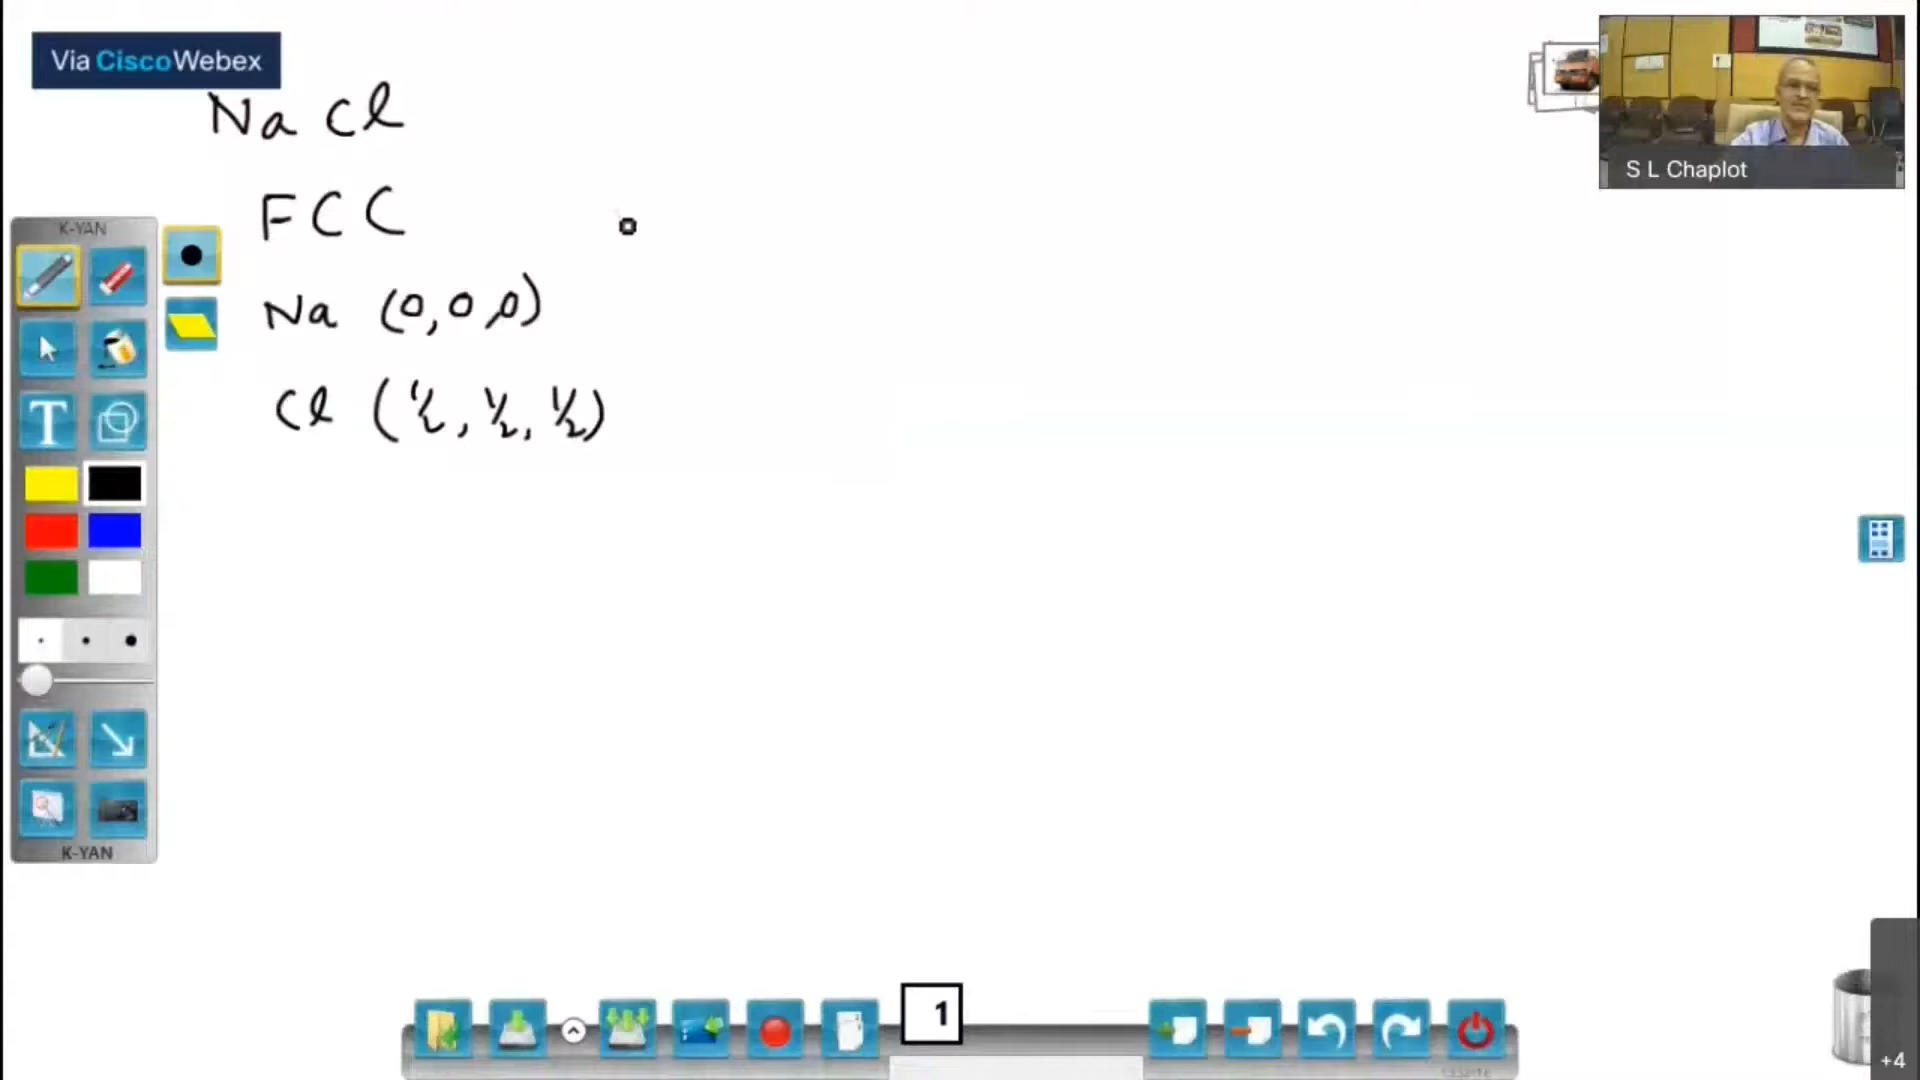 Via CiscoWebex
Na Cl
S L Chaplot
FCC
K-YAN
Na (0,0,0)
Cl (1/2, 1/2, 1/2)
T
K-YAN
1
+4